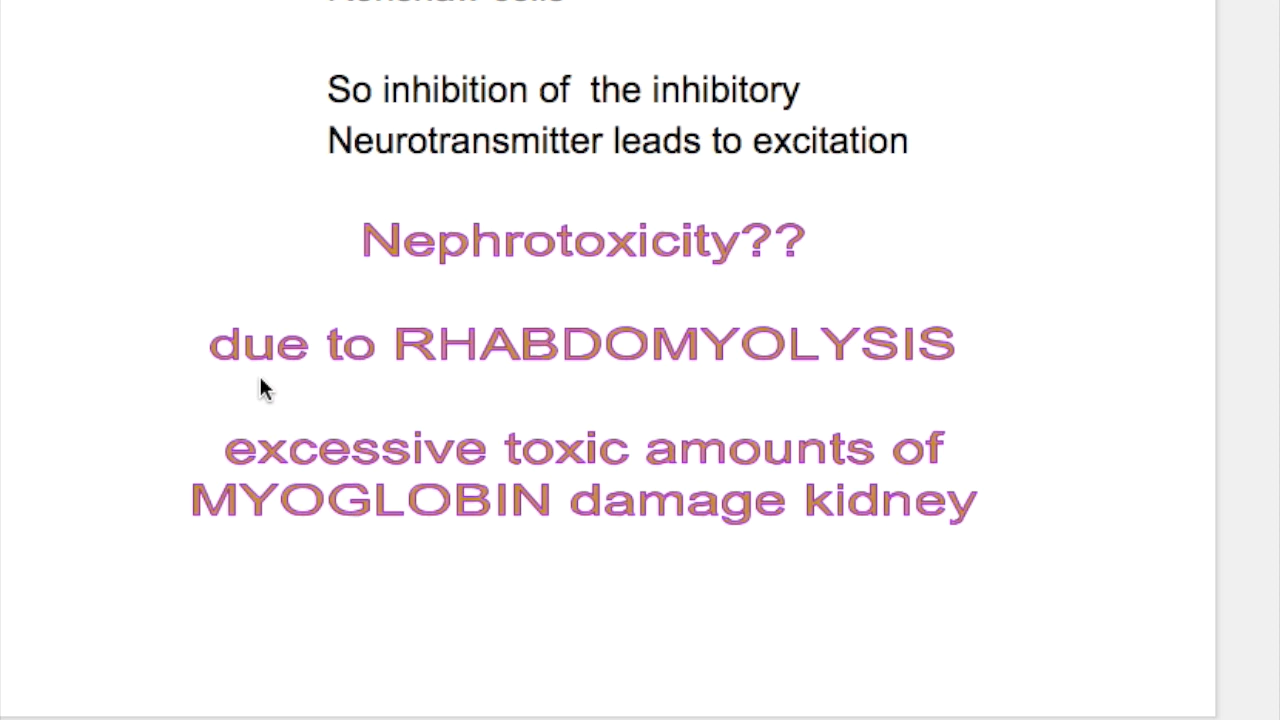 So inhibition of  the inhibitory
Neurotransmitter leads to excitation
Nephrotoxicity??
due to RHABDOMYOLYSIS
excessive toxic amounts of
MYOGLOBIN damage kidney